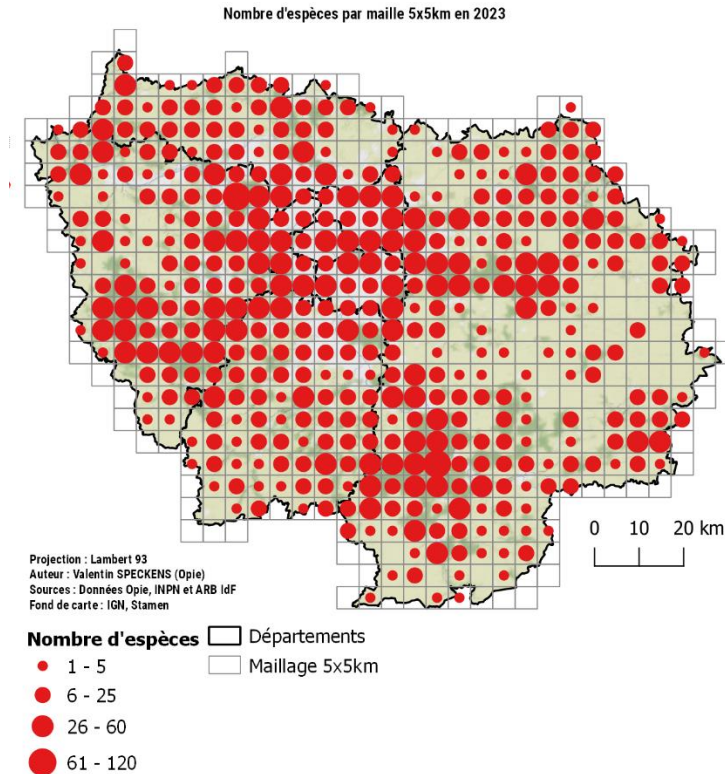 Nombre d'espèces par maille 5x5km en 2023
0 10 20 km
Projection : Lambert 93
Auteur : Valentin SPECKENS (Opie)
Sources : Données Opie, INPN et ARB IdF
Fond de carte : IGN, Stamen
Nombre d'espèces
1 - 5
6 - 25
26 - 60
61 - 120
Départements
Maillage 5x5km